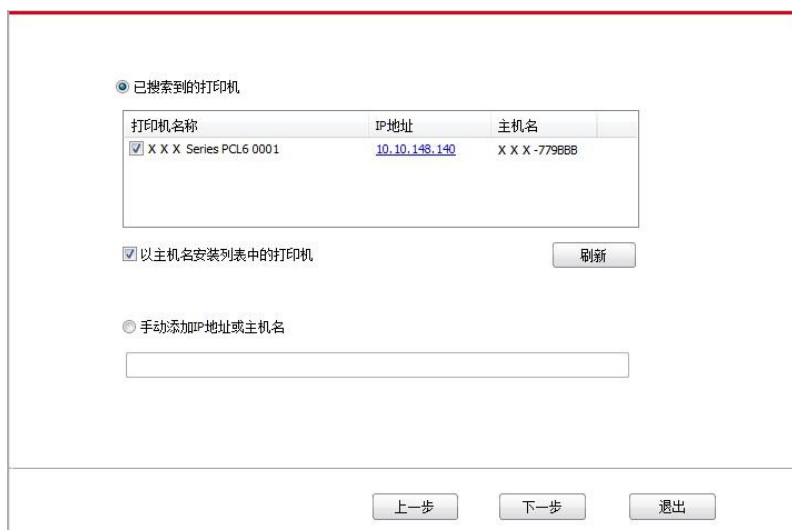 已搜索到的打印机
打印机名称 IP地址 主机名
X X X Series PCL6 0001 10.10.148.140 X X X -779BBB
以主机名安装列表中的打印机 刷新
手动添加IP地址或主机名
上一步 下一步 退出